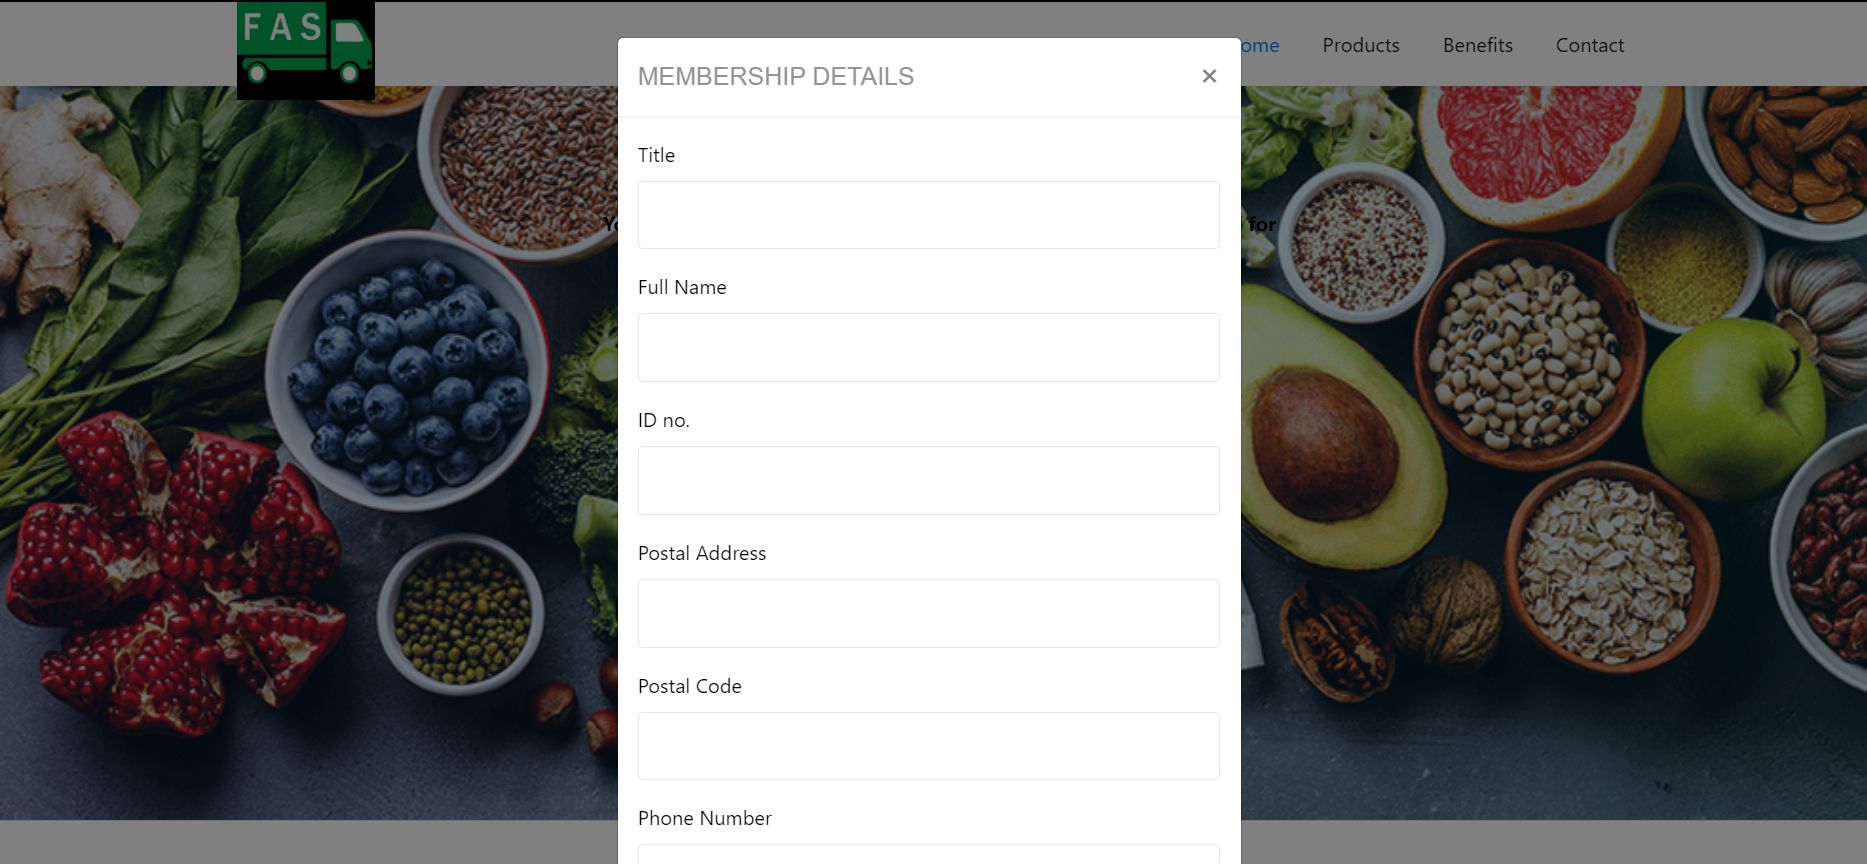 FAS
ome Products Benefits Contact
MEMBERSHIP DETAILS ×
Title
for
Full Name
ID no.
Postal Address
Postal Code
Phone Number